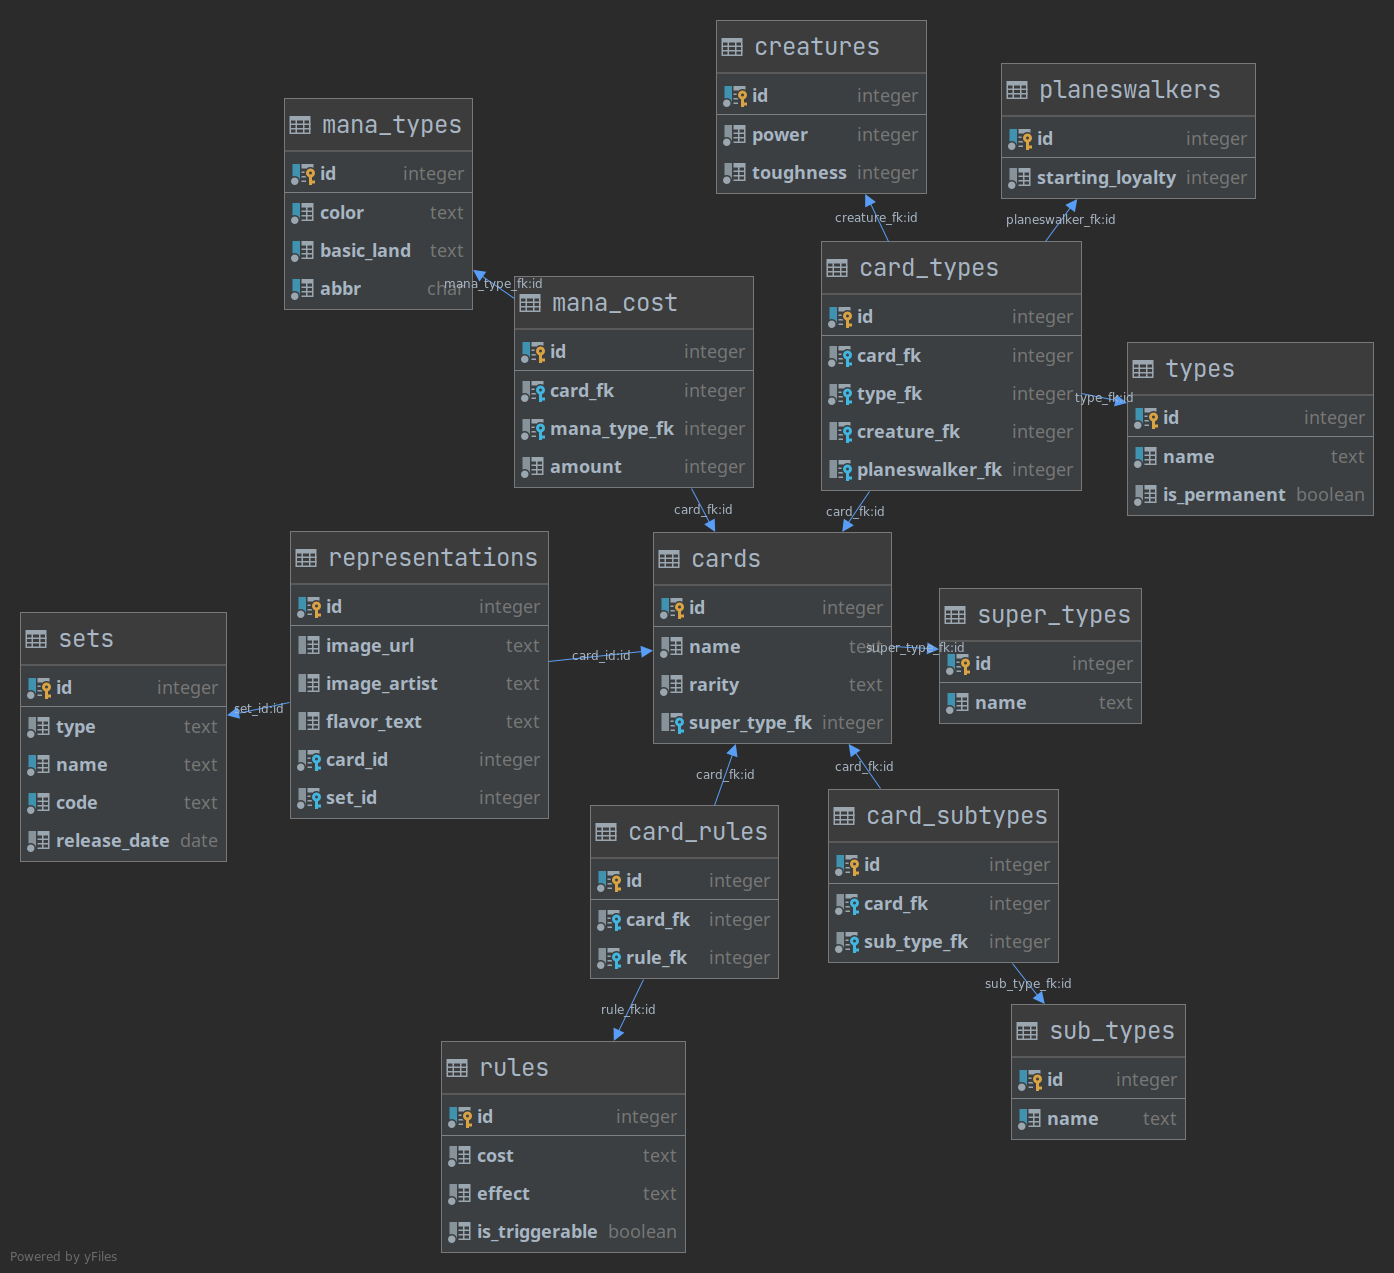 creatures
id integer
power integer
toughness integer
creature_fk:id
planeswalkers
id integer
starting_loyalty integer
planeswalker_fk:id
mana_types
id integer
color text
basic_land text
abbr char
mana_type_fk:id
mana_cost
id integer
card_fk integer
mana_type_fk integer
amount integer
card_fk:id
card_types
id integer
card_fk integer
type_fk integer
creature_fk integer
planeswalker_fk integer
type_fk:id
card_fk:id
types
id integer
name text
is_permanent boolean
representations
id integer
image_url text
image_artist text
flavor_text text
card_id integer
set_id integer
card_id:id
set_id:id
sets
id integer
type text
name text
code text
release_date date
cards
id integer
name text
rarity text
super_type_fk integer
super_type_fk:id
super_types
id integer
name text
card_fk:id
card_fk:id
card_rules
id integer
card_fk integer
rule_fk integer
rule_fk:id
card_subtypes
id integer
card_fk integer
sub_type_fk integer
sub_type_fk:id
sub_types
id integer
name text
rules
id integer
cost text
effect text
is_triggerable boolean
Powered by yFiles